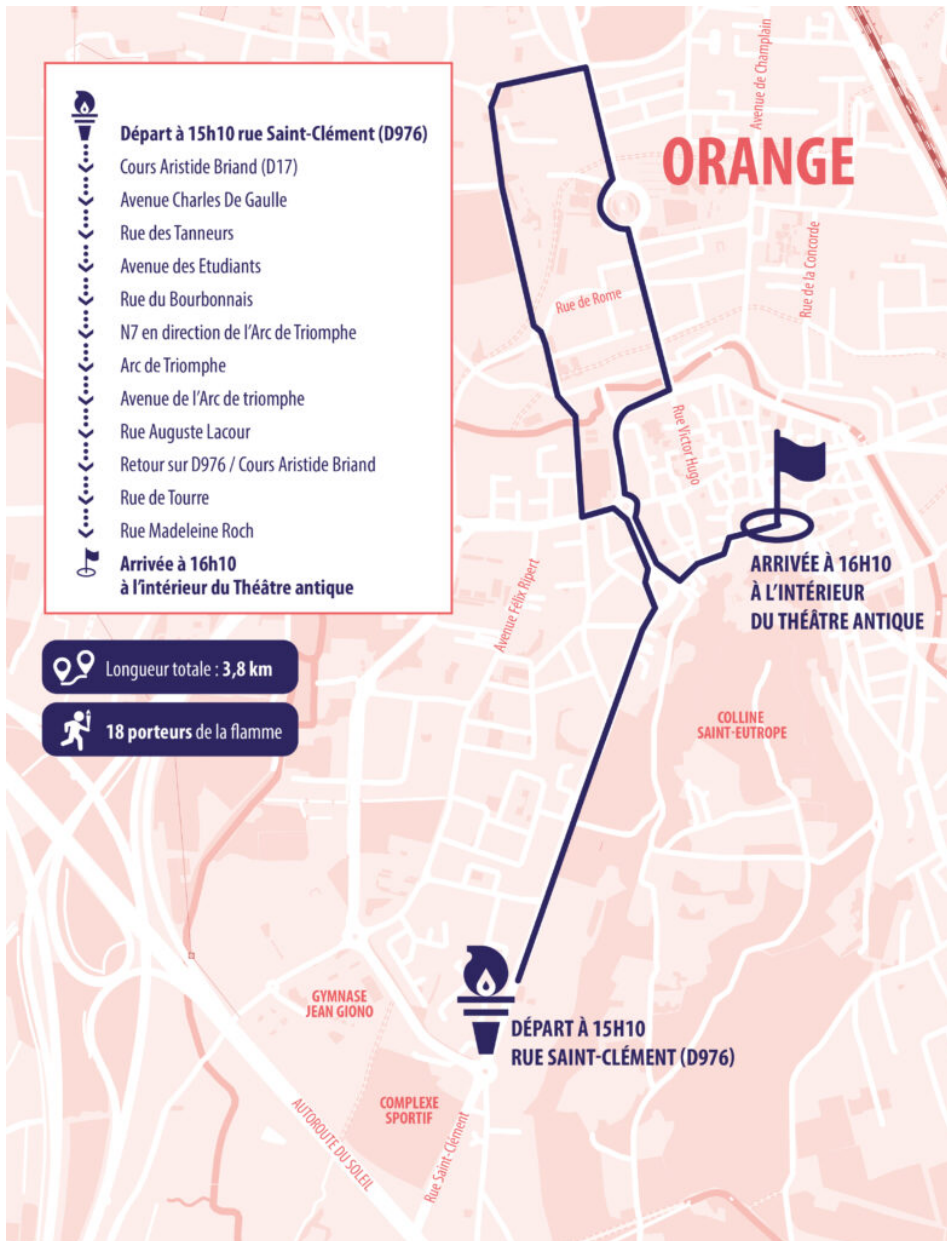 Départ à 15h10 rue Saint-Clément (D976)
Cours Aristide Briand (D17)
Avenue Charles De Gaulle
Rue des Tanneurs
Avenue des Etudiants
Rue du Bourbonnais
N7 en direction de l'Arc de Triomphe
Arc de Triomphe
Avenue de l'Arc de triomphe
Rue Auguste Lacour
Retour sur D976 / Cours Aristide Briand
Rue de Tourre
Rue Madeleine Roch
Arrivée à 16h10
à l'intérieur du Théâtre antique
Longueur totale : 3,8 km
18 porteurs de la flamme
Avenue de Champlain
ORANGE
Rue de la Concorde
Rue de Rome
Rue Victor Hugo
ARRIVÉE À 16H10
À L'INTÉRIEUR
DU THÉÂTRE ANTIQUE
Avenue Félix Ripert
COLLINE
SAINT-EUTROPE
GYMNASE
JEAN GIONO
DÉPART À 15H10
RUE SAINT-CLÉMENT (D976)
COMPLEXE
SPORTIF
AUTOROUTE DU SOLEIL
Rue Saint-Clément